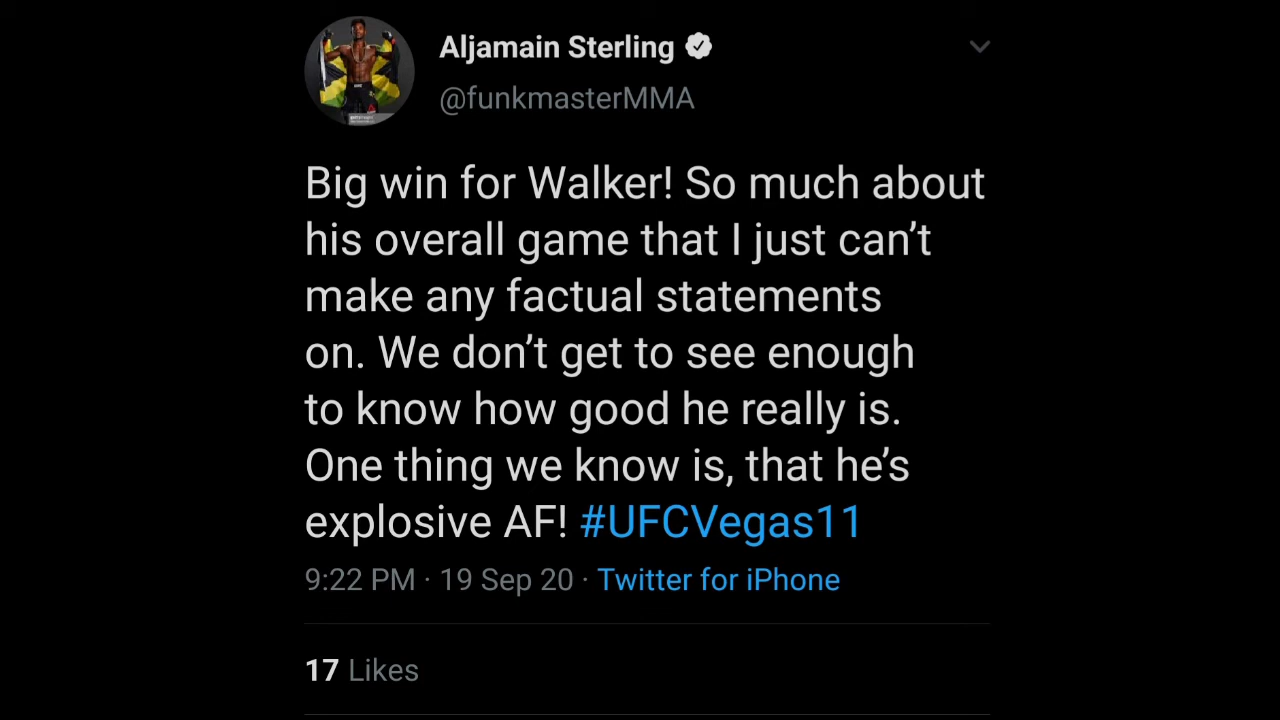 Aljamain Sterling
@funkmasterMMA
Big win for Walker! So much about
his overall game that I just can’t
make any factual statements
on. We don’t get to see enough
to know how good he really is.
One thing we know is, that he’s
explosive AF! #UFCVegas11
9:22 PM · 19 Sep 20 · Twitter for iPhone
17 Likes